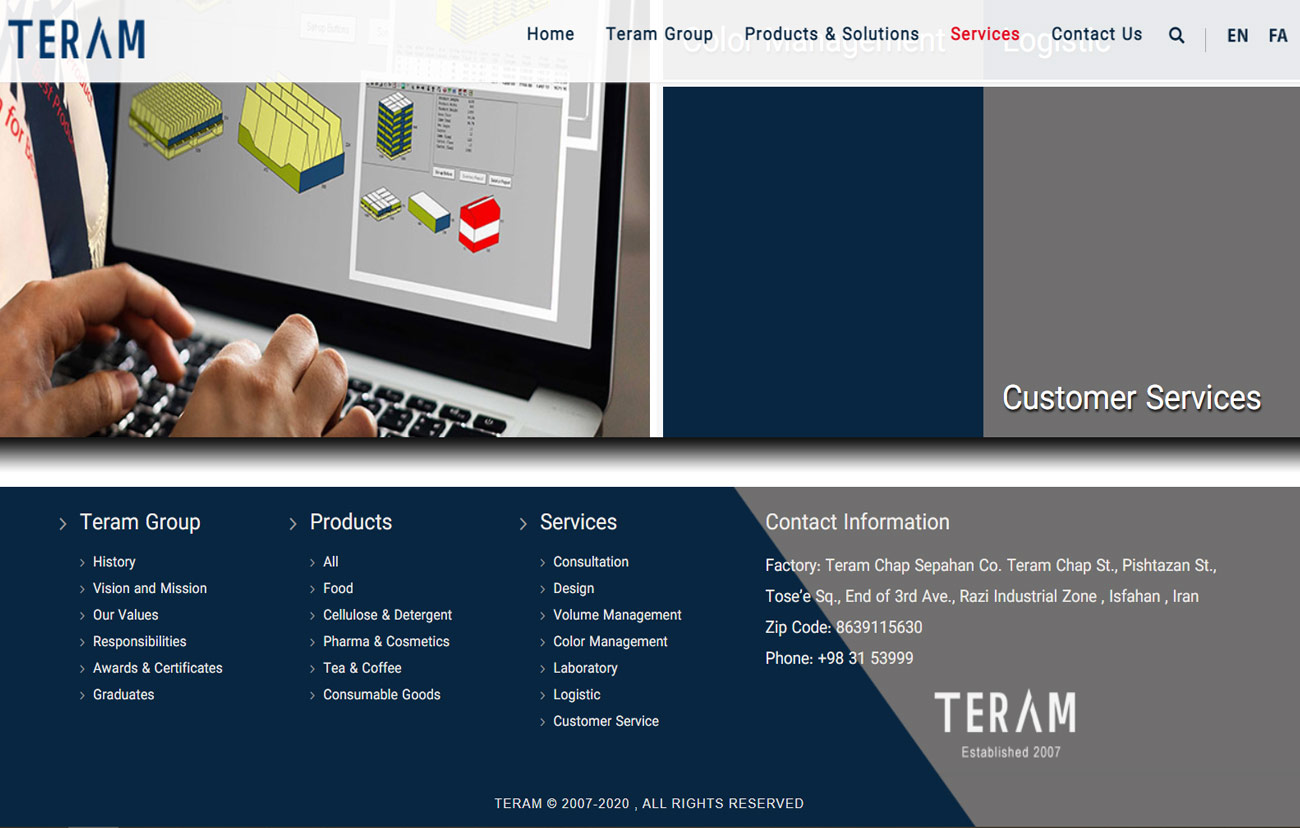 TERAM
Home Teram Group Products & Solutions Services Contact Us EN FA
Color Management Logistic
Customer Services
Teram Group
History
Vision and Mission
Our Values
Responsibilities
Awards & Certificates
Graduates
Products
All
Food
Cellulose & Detergent
Pharma & Cosmetics
Tea & Coffee
Consumable Goods
Services
Consultation
Design
Volume Management
Color Management
Laboratory
Logistic
Customer Service
Contact Information
Factory: Teram Chap Sepahan Co. Teram Chap St., Pishtazan St.,
Tose’e Sq., End of 3rd Ave., Razi Industrial Zone , Isfahan , Iran
Zip Code: 8639115630
Phone: +98 31 53999
TERAM
Established 2007
TERAM © 2007-2020 , ALL RIGHTS RESERVED